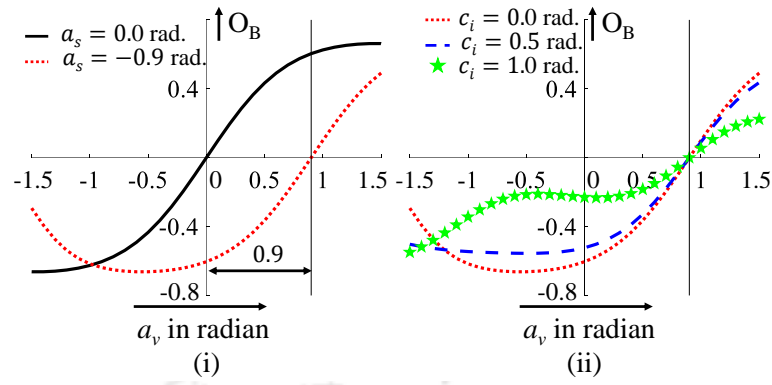 a_s = 0.0 rad.
a_s = −0.9 rad.
O_B
0.4
-1.5 -1 -0.5 0 0.5 1 1.5
-0.4
0.9
-0.8
a_v in radian
(i)
c_i = 0.0 rad.
c_i = 0.5 rad.
c_i = 1.0 rad.
O_B
0.4
-1.5 -1 -0.5 0 0.5 1 1.5
-0.4
-0.8
a_v in radian
(ii)